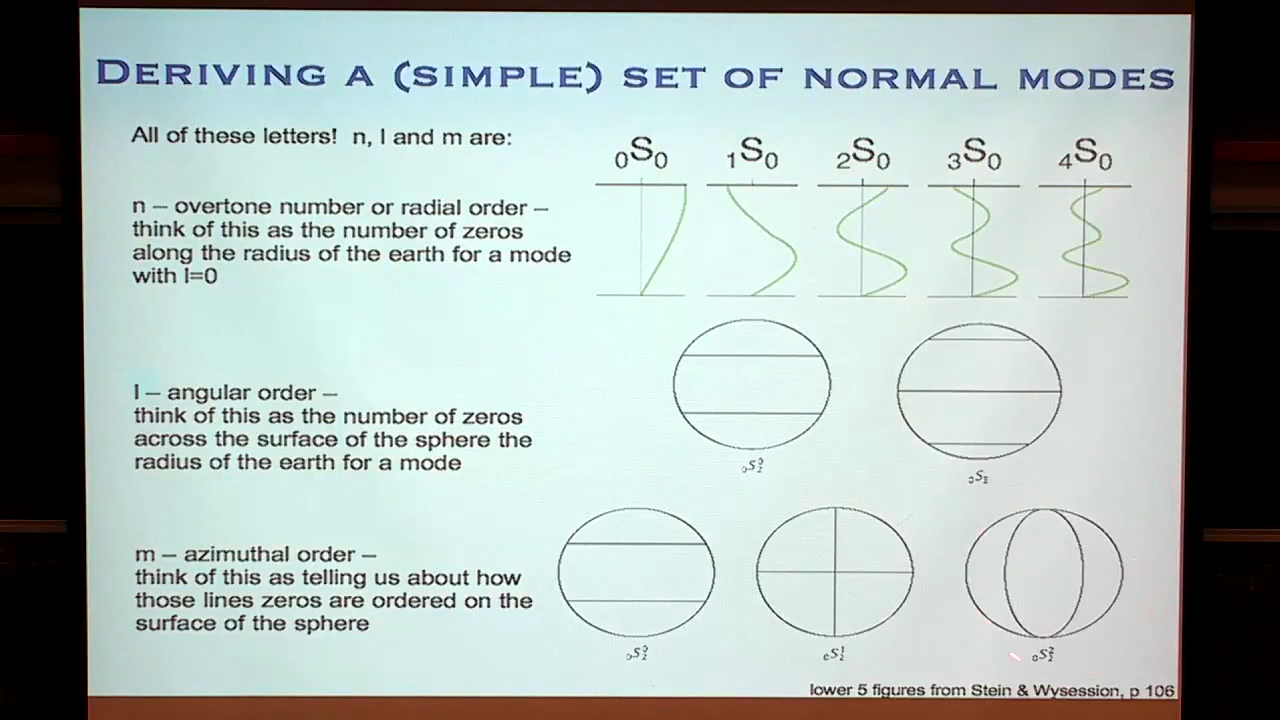 DERIVING A (SIMPLE) SET OF NORMAL MODES
All of these letters! n, l and m are:
₀S₀ ₁S₀ ₂S₀ ₃S₀ ₄S₀
n – overtone number or radial order –
think of this as the number of zeros
along the radius of the earth for a mode
with l=0
l – angular order –
think of this as the number of zeros
across the surface of the sphere the
radius of the earth for a mode
m – azimuthal order –
think of this as telling us about how
those lines zeros are ordered on the
surface of the sphere
lower 5 figures from Stein & Wysession, p 106